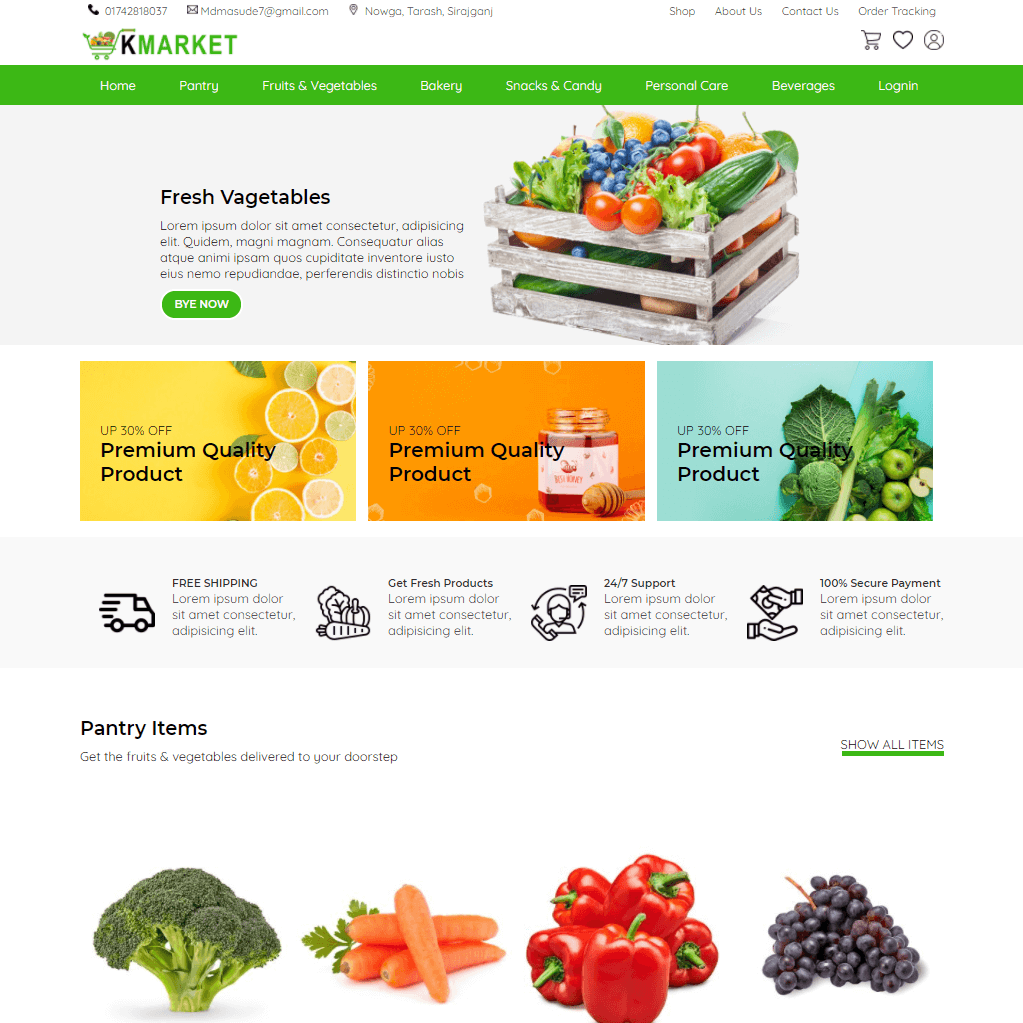 01742818037 Mdmasude7@gmail.com Nowga, Tarash, Sirajganj Shop About Us Contact Us Order Tracking
KMARKET
Home Pantry Fruits & Vegetables Bakery Snacks & Candy Personal Care Beverages Lognin
Fresh Vagetables
Lorem ipsum dolor sit amet consectetur, adipisicing
elit. Quidem, magni magnam. Consequatur alias
atque animi ipsam quos cupiditate inventore iusto
eius nemo repudiandae, perferendis distinctio nobis
BYE NOW
UP 30% OFF
Premium Quality
Product
UP 30% OFF
Premium Quality
Product
UP 30% OFF
Premium Quality
Product
FREE SHIPPING
Lorem ipsum dolor
sit amet consectetur,
adipisicing elit.
Get Fresh Products
Lorem ipsum dolor
sit amet consectetur,
adipisicing elit.
24/7 Support
Lorem ipsum dolor
sit amet consectetur,
adipisicing elit.
100% Secure Payment
Lorem ipsum dolor
sit amet consectetur,
adipisicing elit.
Pantry Items
Get the fruits & vegetables delivered to your doorstep
SHOW ALL ITEMS